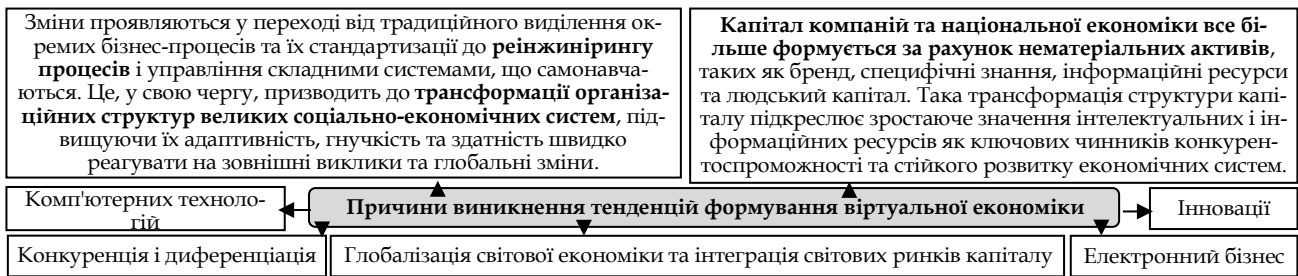 Зміни проявляються у переході від традиційного виділення ок-
ремих бізнес-процесів та їх стандартизації до реінжинірингу
процесів і управління складними системами, що самонавча-
ються. Це, у свою чергу, призводить до трансформації організа-
ційних структур великих соціально-економічних систем, під-
вищуючи їх адаптивність, гнучкість та здатність швидко
реагувати на зовнішні виклики та глобальні зміни.
Капітал компаній та національної економіки все бі-
льше формується за рахунок нематеріальних активів,
таких як бренд, специфічні знання, інформаційні ресурси
та людський капітал. Така трансформація структури капі-
талу підкреслює зростаюче значення інтелектуальних і ін-
формаційних ресурсів як ключових чинників конкурен-
тоспроможності та стійкого розвитку економічних систем.
Комп'ютерних техноло-
гій
Причини виникнення тенденцій формування віртуальної економіки
Інновації
Конкуренція і диференціація
Глобалізація світової економіки та інтеграція світових ринків капіталу
Електронний бізнес